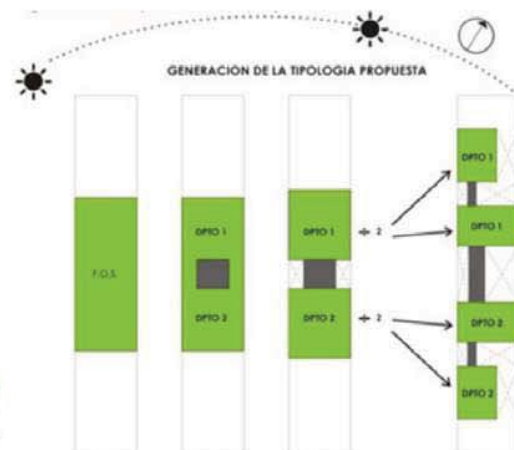 GENERACION DE LA TIPOLOGIA PROPUESTA
F.O.S.
DPTO 1
DPTO 2
DPTO 1
÷ 2
DPTO 2
÷ 2
DPTO 1
DPTO 1
DPTO 2
DPTO 2